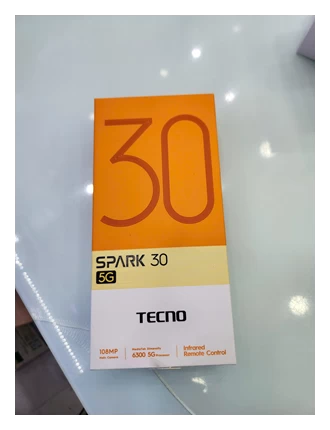 30
SPARK 30
5G
TECNO
108MP
6300 5G
Infrared
Remote Control